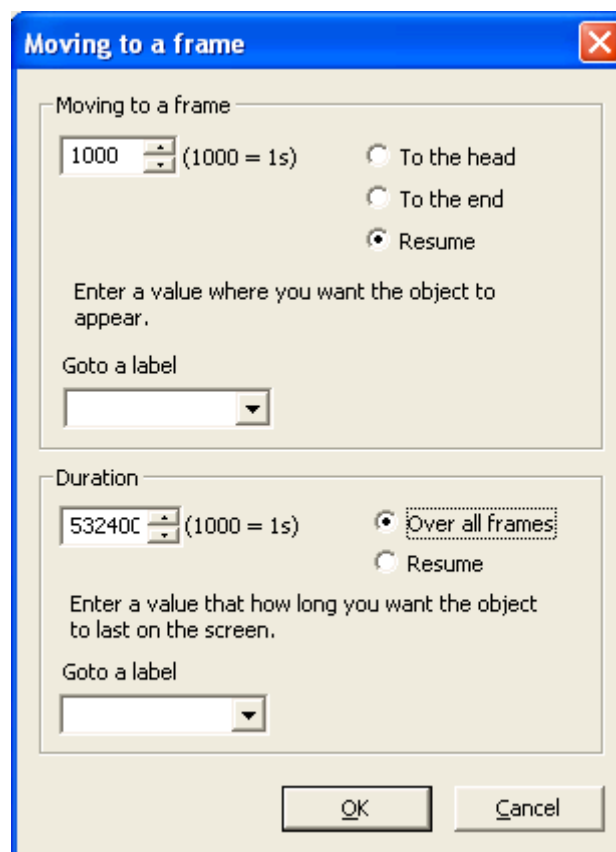 Moving to a frame
Moving to a frame
1000 (1000 = 1s)
To the head
To the end
Resume
Enter a value where you want the object to
appear.
Goto a label
Duration
532400 (1000 = 1s)
Over all frames
Resume
Enter a value that how long you want the object
to last on the screen.
Goto a label
OK Cancel